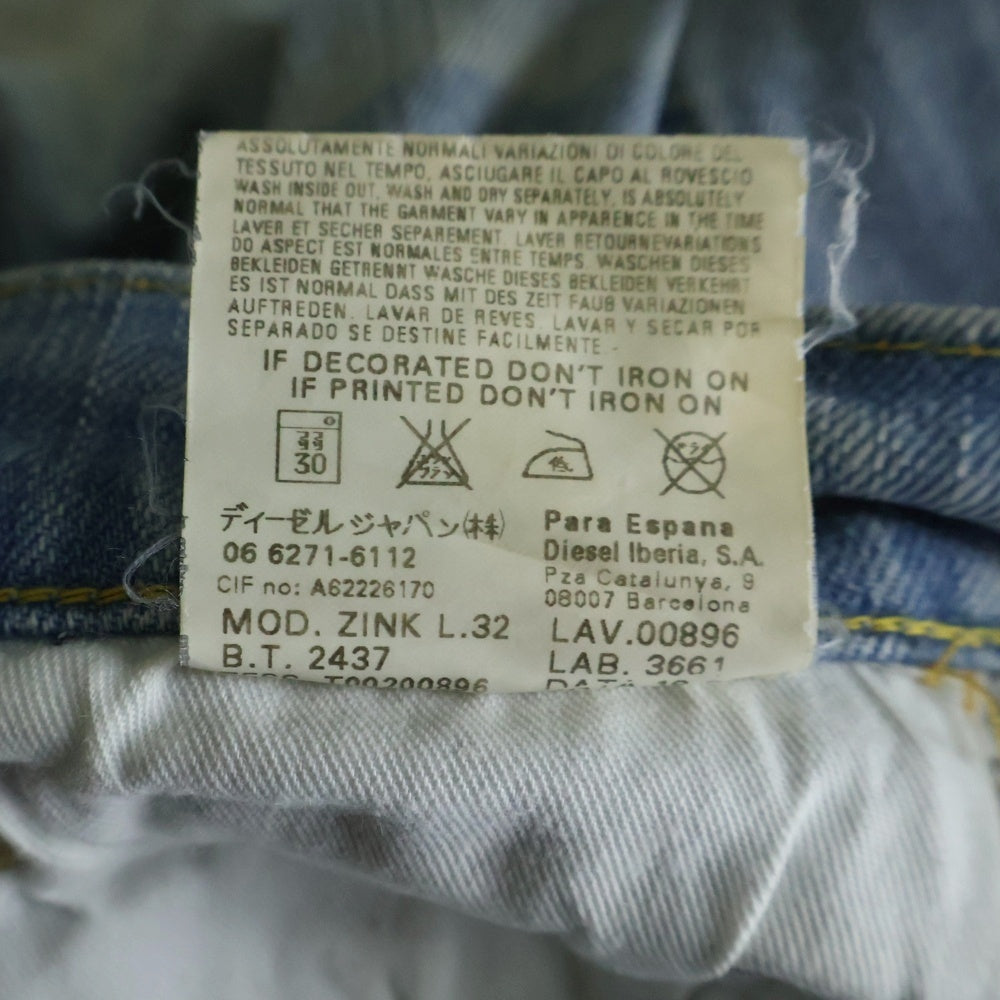 ASSOLUTAMENTE NORMALI VARIAZIONI DI COLORE DEL
TESSUTO NEL TEMPO, ASCIUGARE IL CAPO AL ROVESCIO
WASH INSIDE OUT, WASH AND DRY SEPARATELY, IS ABSOLUTELY
NORMAL THAT THE GARMENT VARY IN APPARENCE IN THE TIME
LAVER ET SECHER SEPAREMENT, LAVER RETOURNEVARIATIONS
DO ASPECT EST NORMALES ENTRE TEMPS. WASCHEN DIESES
BEKLEIDEN GETRENNT WASCHE DIESES BEKLEIDEN VERKEHRT
ES IST NORMAL DASS MIT DES ZEIT FAUB VARIAZIONEN
AUFTREDEN. LAVAR DE REVES, LAVAR Y SECAR POR
SEPARADO SE DESTINE FACILMENTE.-
IF DECORATED DON'T IRON ON
IF PRINTED DON'T IRON ON
30
低
ディーゼル ジャパン(株)
06 6271-6112
CIF no: A62226170
MOD. ZINK L.32
B.T. 2437
T00200896
Para Espana
Diesel Iberia, S.A.
Pza Catalunya, 9
08007 Barcelona
LAV.00896
LAB. 3661
DATA